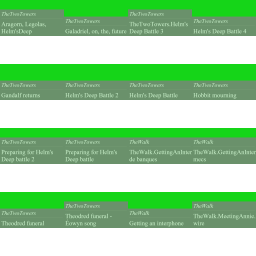 TheTwoTowers
Aragorn, Legolas,
Helm'sDeep
TheTwoTowers
Galadriel, on, the, future
TheTwoTowers
TheTwoTowers.Helm's
Deep Battle 3
TheTwoTowers
Helm's Deep Battle 4
TheTwoTowers
Gandalf returns
TheTwoTowers
Helm's Deep Battle 2
TheTwoTowers
Helm's Deep Battle
TheTwoTowers
Hobbit mourning
TheTwoTowers
Preparing for Helm's
Deep battle 2
TheTwoTowers
Preparing for Helm's
Deep battle
TheWalk
TheWalk.GettingAulnier
de banques
TheWalk
TheWalk.GettingAulnier
trucs
TheTwoTowers
Theodred funeral
TheTwoTowers
Theodred funeral -
Eowyn song
TheWalk
Getting an interphone
TheWalk
TheWalk.MeetingAnnie.
wire